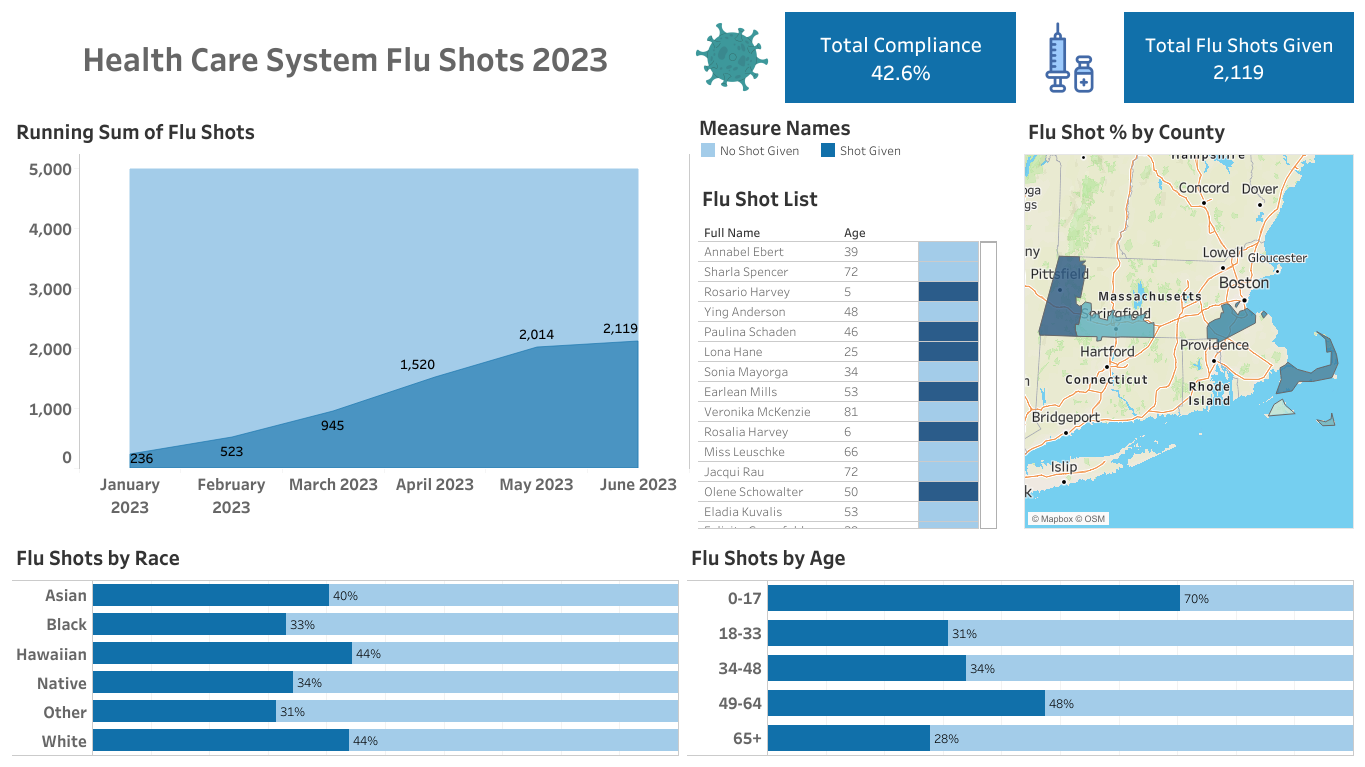 Health Care System Flu Shots 2023
Total Compliance
42.6%
Total Flu Shots Given
2,119
Running Sum of Flu Shots
5,000
4,000
3,000
2,000
1,000
0
236
523
945
1,520
2,014
2,119
January 2023
February 2023
March 2023
April 2023
May 2023
June 2023
Measure Names
No Shot Given
Shot Given
Flu Shot List
Full Name Age
Annabel Ebert 39
Sharla Spencer 72
Rosario Harvey 5
Ying Anderson 48
Paulina Schaden 46
Lona Hane 25
Sonia Mayorga 34
Earlean Mills 53
Veronika McKenzie 81
Rosalia Harvey 6
Miss Leuschke 66
Jacqui Rau 72
Olene Schowalter 50
Eladia Kuvalis 53
Flu Shot % by County
Hampshire
Concord
Dover
Lowell
Gloucester
Pittsfield
Boston
Massachusetts
Springfield
Providence
Hartford
Connecticut
Rhode Island
Bridgeport
Islip
© Mapbox © OSM
Flu Shots by Race
Asian 40%
Black 33%
Hawaiian 44%
Native 34%
Other 31%
White 44%
Flu Shots by Age
0-17 70%
18-33 31%
34-48 34%
49-64 48%
65+ 28%